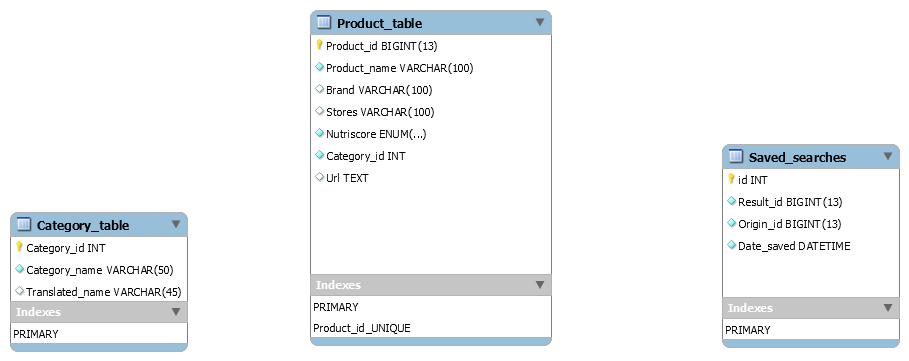 Product_table
Product_id BIGINT(13)
Product_name VARCHAR(100)
Brand VARCHAR(100)
Stores VARCHAR(100)
Nutriscore ENUM(...)
Category_id INT
Url TEXT
Indexes
PRIMARY
Product_id_UNIQUE
Category_table
Category_id INT
Category_name VARCHAR(50)
Translated_name VARCHAR(45)
Indexes
PRIMARY
Saved_searches
id INT
Result_id BIGINT(13)
Origin_id BIGINT(13)
Date_saved DATETIME
Indexes
PRIMARY